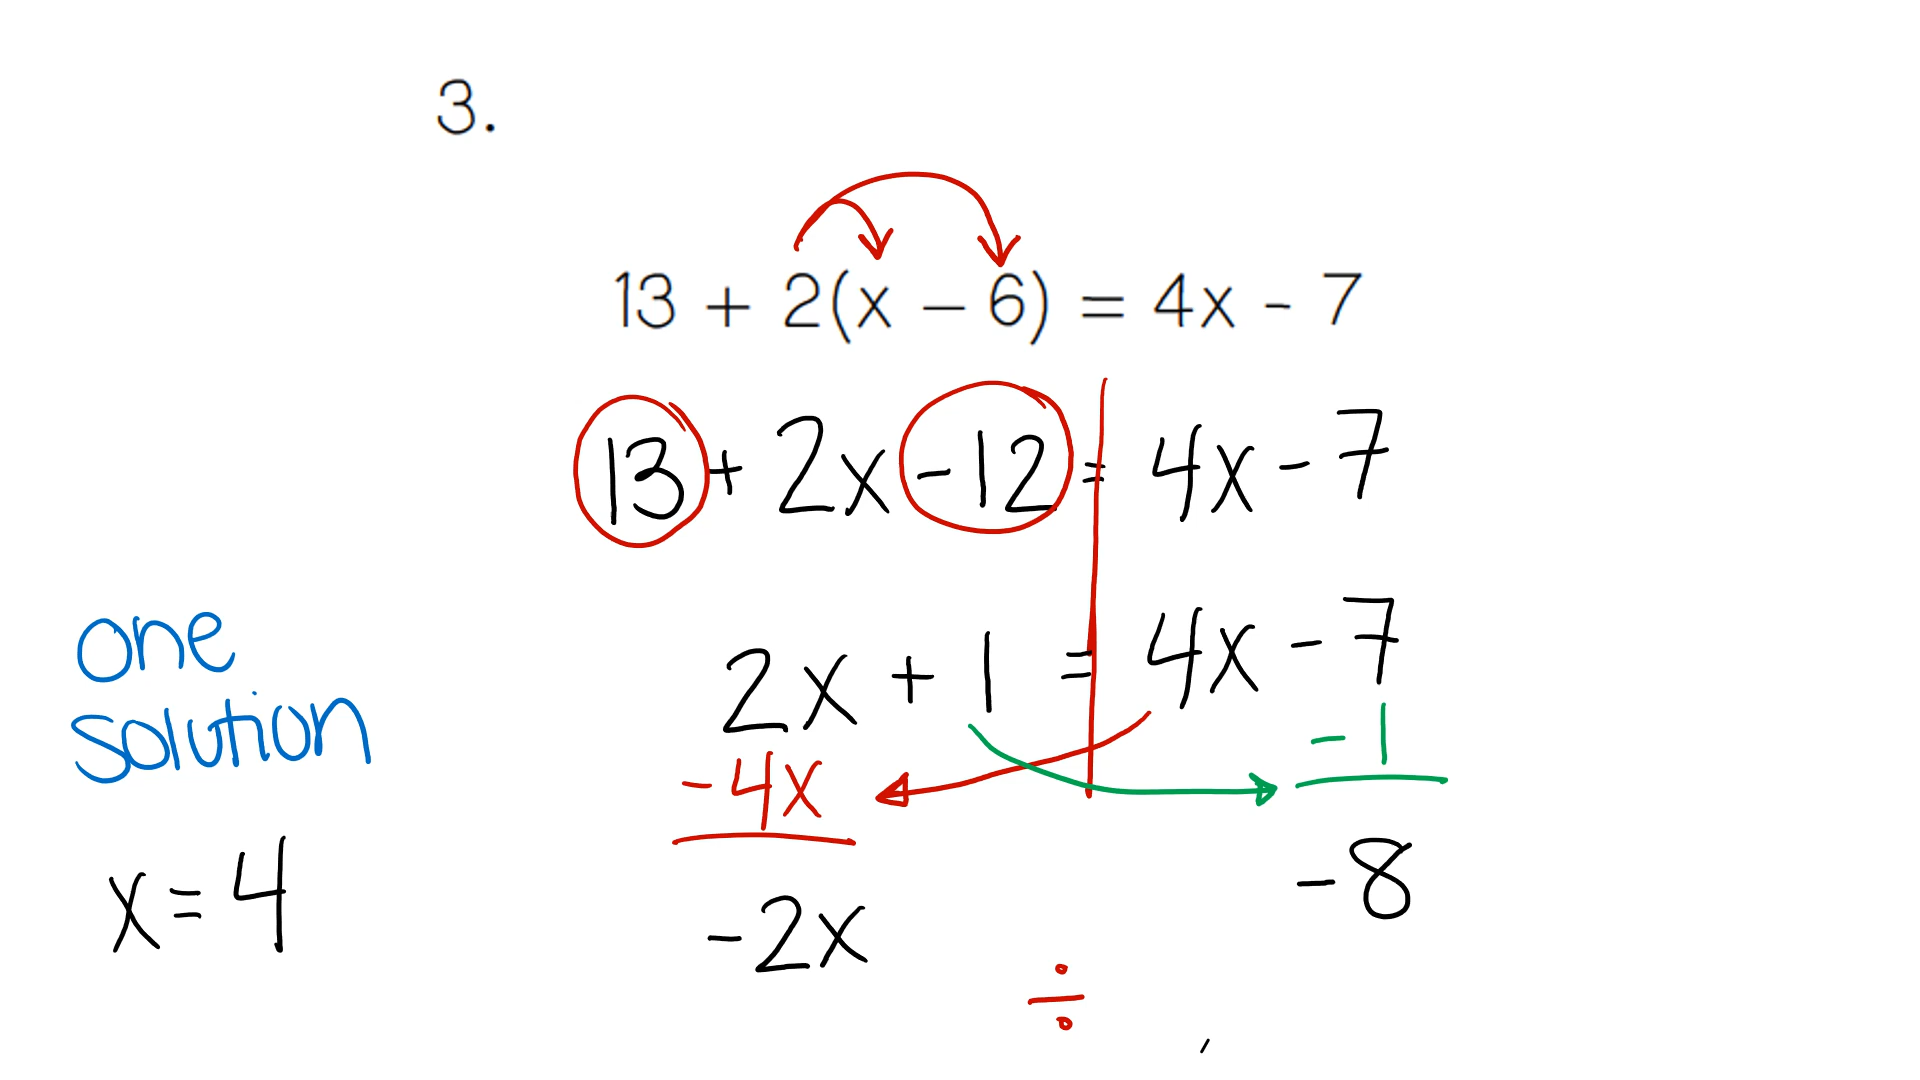 3.
13 + 2(x – 6) = 4x - 7
13 + 2x - 12 = 4x - 7
2x + 1 = 4x - 7
- 4x
- 1
- 2x
- 8
÷
one
solution
x = 4